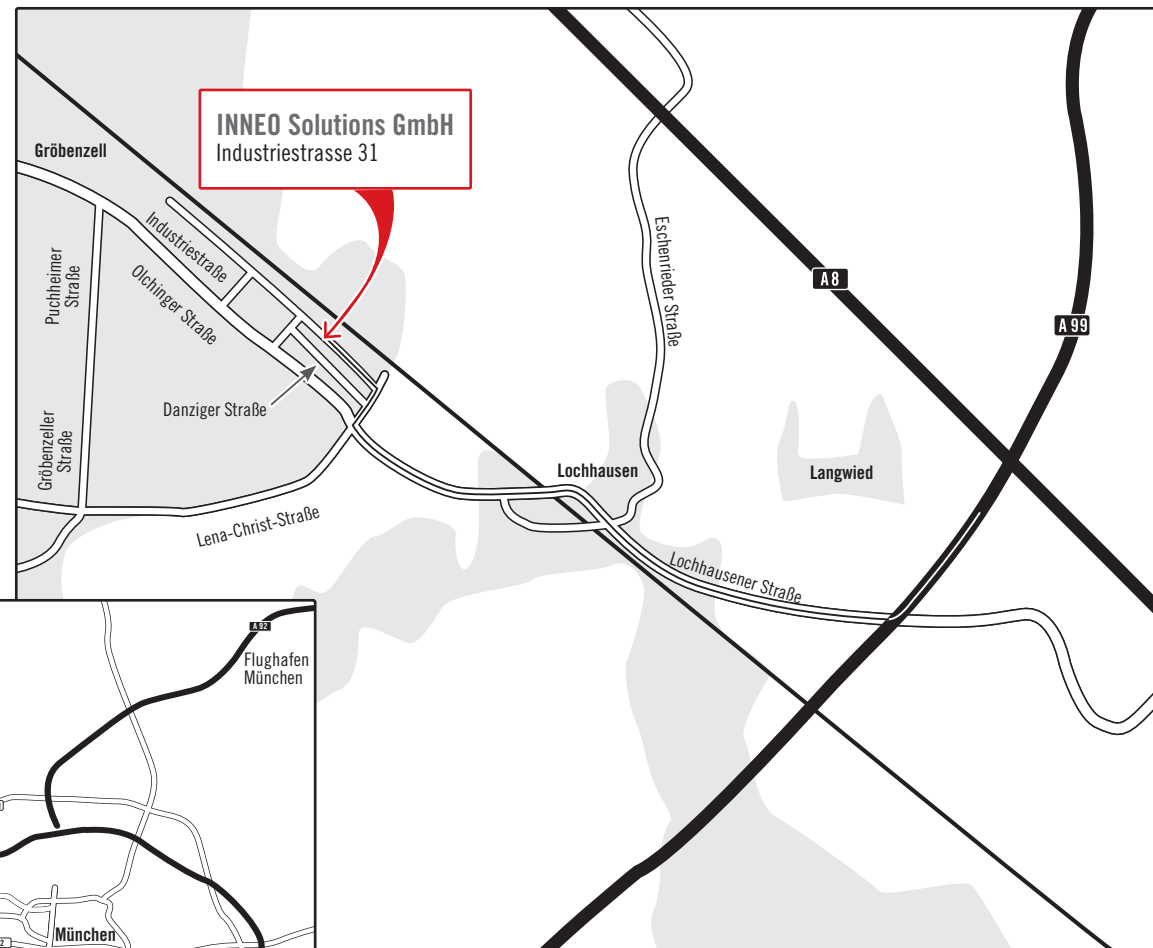 INNEO Solutions GmbH
Industriestrasse 31
Gröbenzell
Industriestraße
Olchinger Straße
Puchheimer
Straße
Eschenrieder Straße
A8
A 99
Danziger Straße
Gröbenzeller
Straße
Lochhausen
Langwied
Lena-Christ-Straße
Lochhausener Straße
A 92
Flughafen
München
München